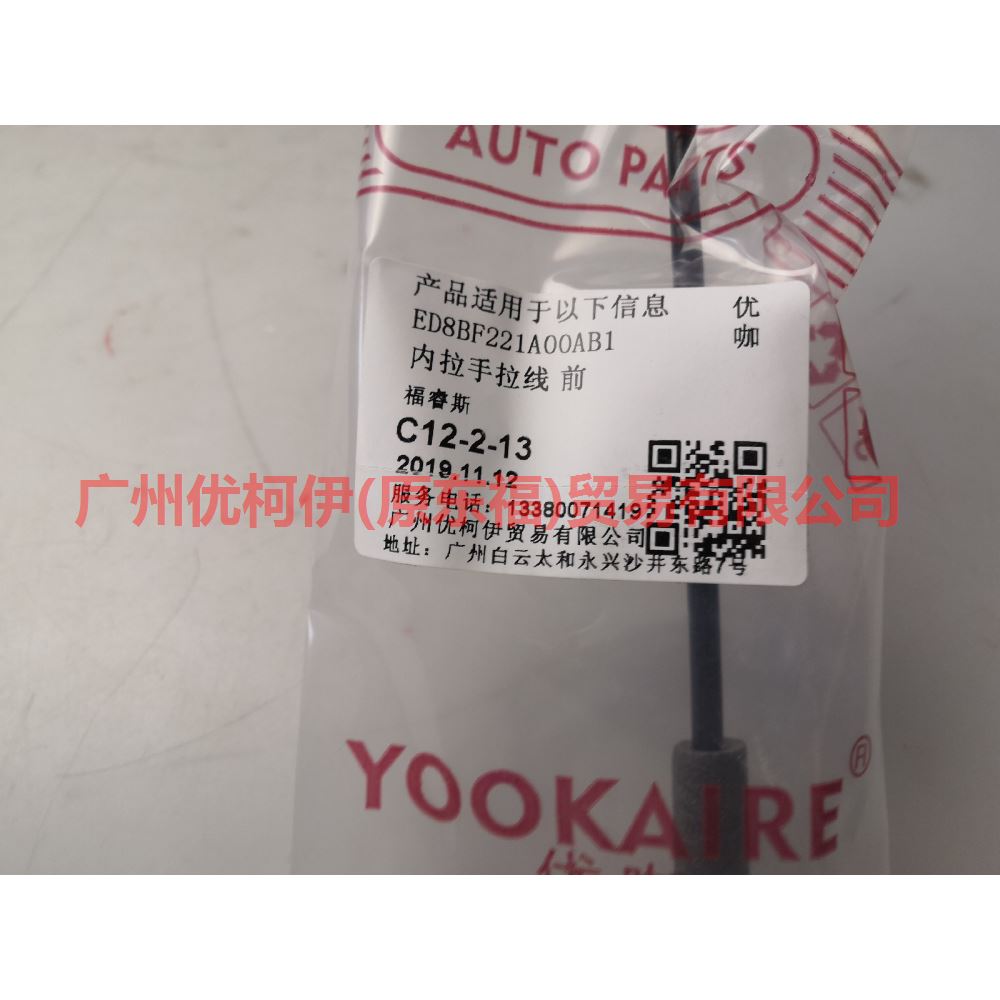 AUTO PARTS
产品适用于以下信息
优咖
ED8BF221A00AB1
内拉手拉线 前
福睿斯
C12-2-13
2019.11.12
广州优柯伊(原东福)贸易有限公司
服务电话：13380071419
广州优柯伊贸易有限公司
地址：广州白云太和永兴沙开东路7号
YOOKAIRE®